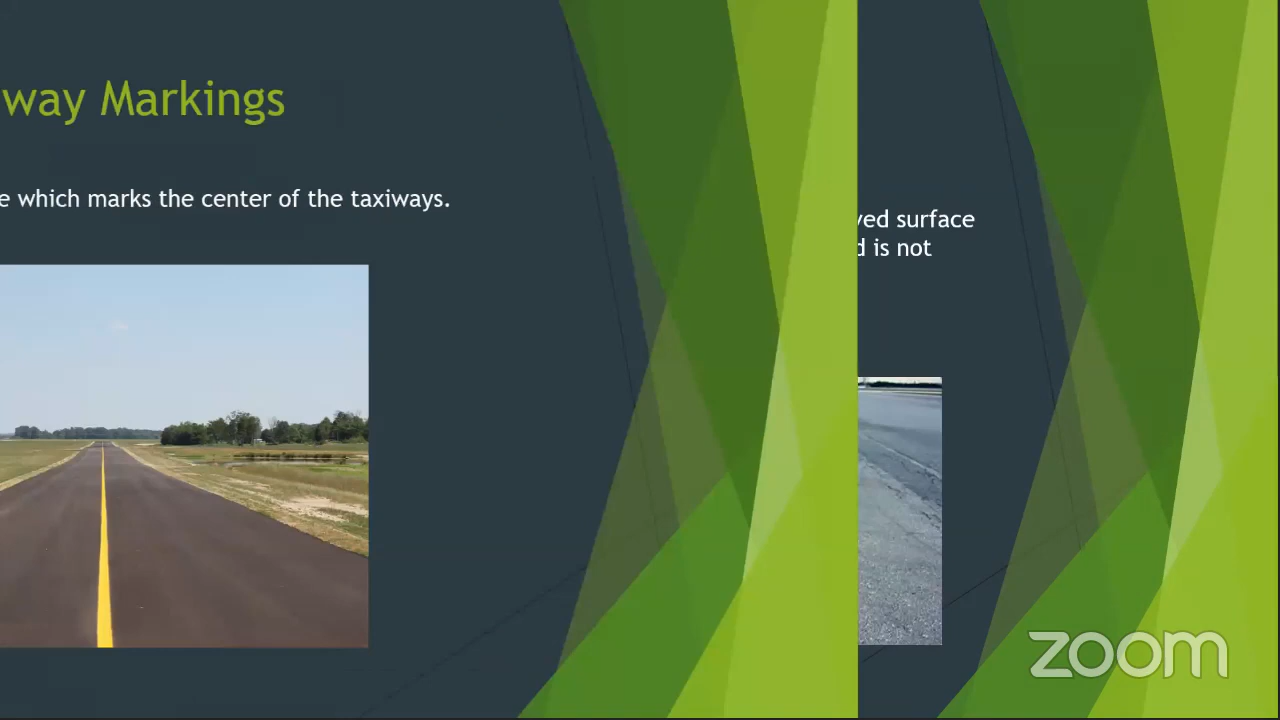 way Markings
e which marks the center of the taxiways.
ved surface
d is not
zoom